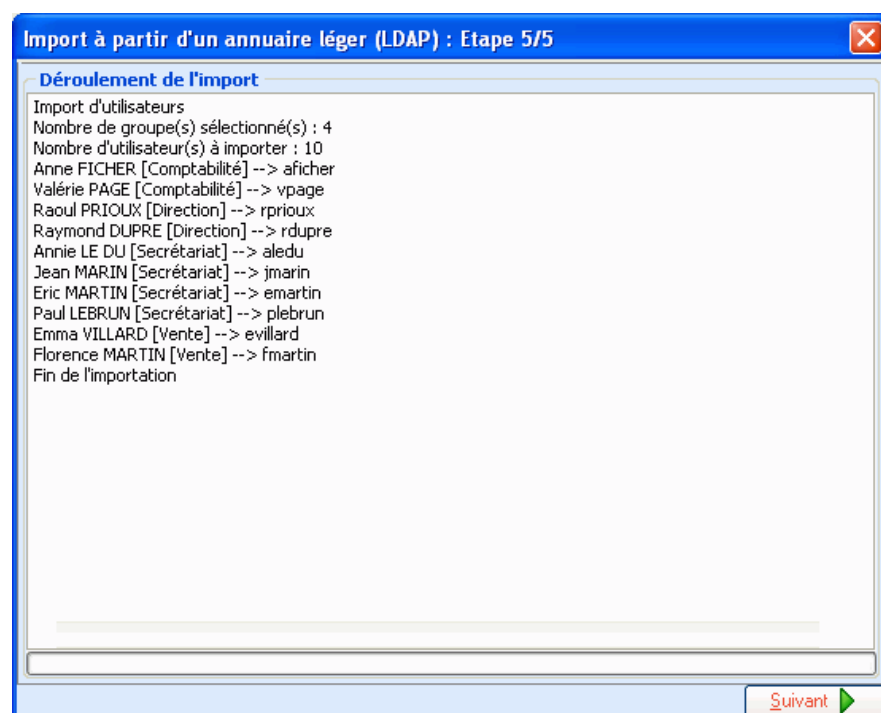 Import à partir d'un annuaire léger (LDAP) : Etape 5/5
Déroulement de l'import
Import d'utilisateurs
Nombre de groupe(s) sélectionné(s) : 4
Nombre d'utilisateur(s) à importer : 10
Anne FICHER [Comptabilité] --> aficher
Valérie PAGE [Comptabilité] --> vpage
Raoul PRIOUX [Direction] --> rprioux
Raymond DUPRE [Direction] --> rdupre
Annie LE DU [Secrétariat] --> aledu
Jean MARIN [Secrétariat] --> jmarin
Eric MARTIN [Secrétariat] --> emartin
Paul LEBRUN [Secrétariat] --> plebrun
Emma VILLARD [Vente] --> evillard
Florence MARTIN [Vente] --> fmartin
Fin de l'importation
Suivant